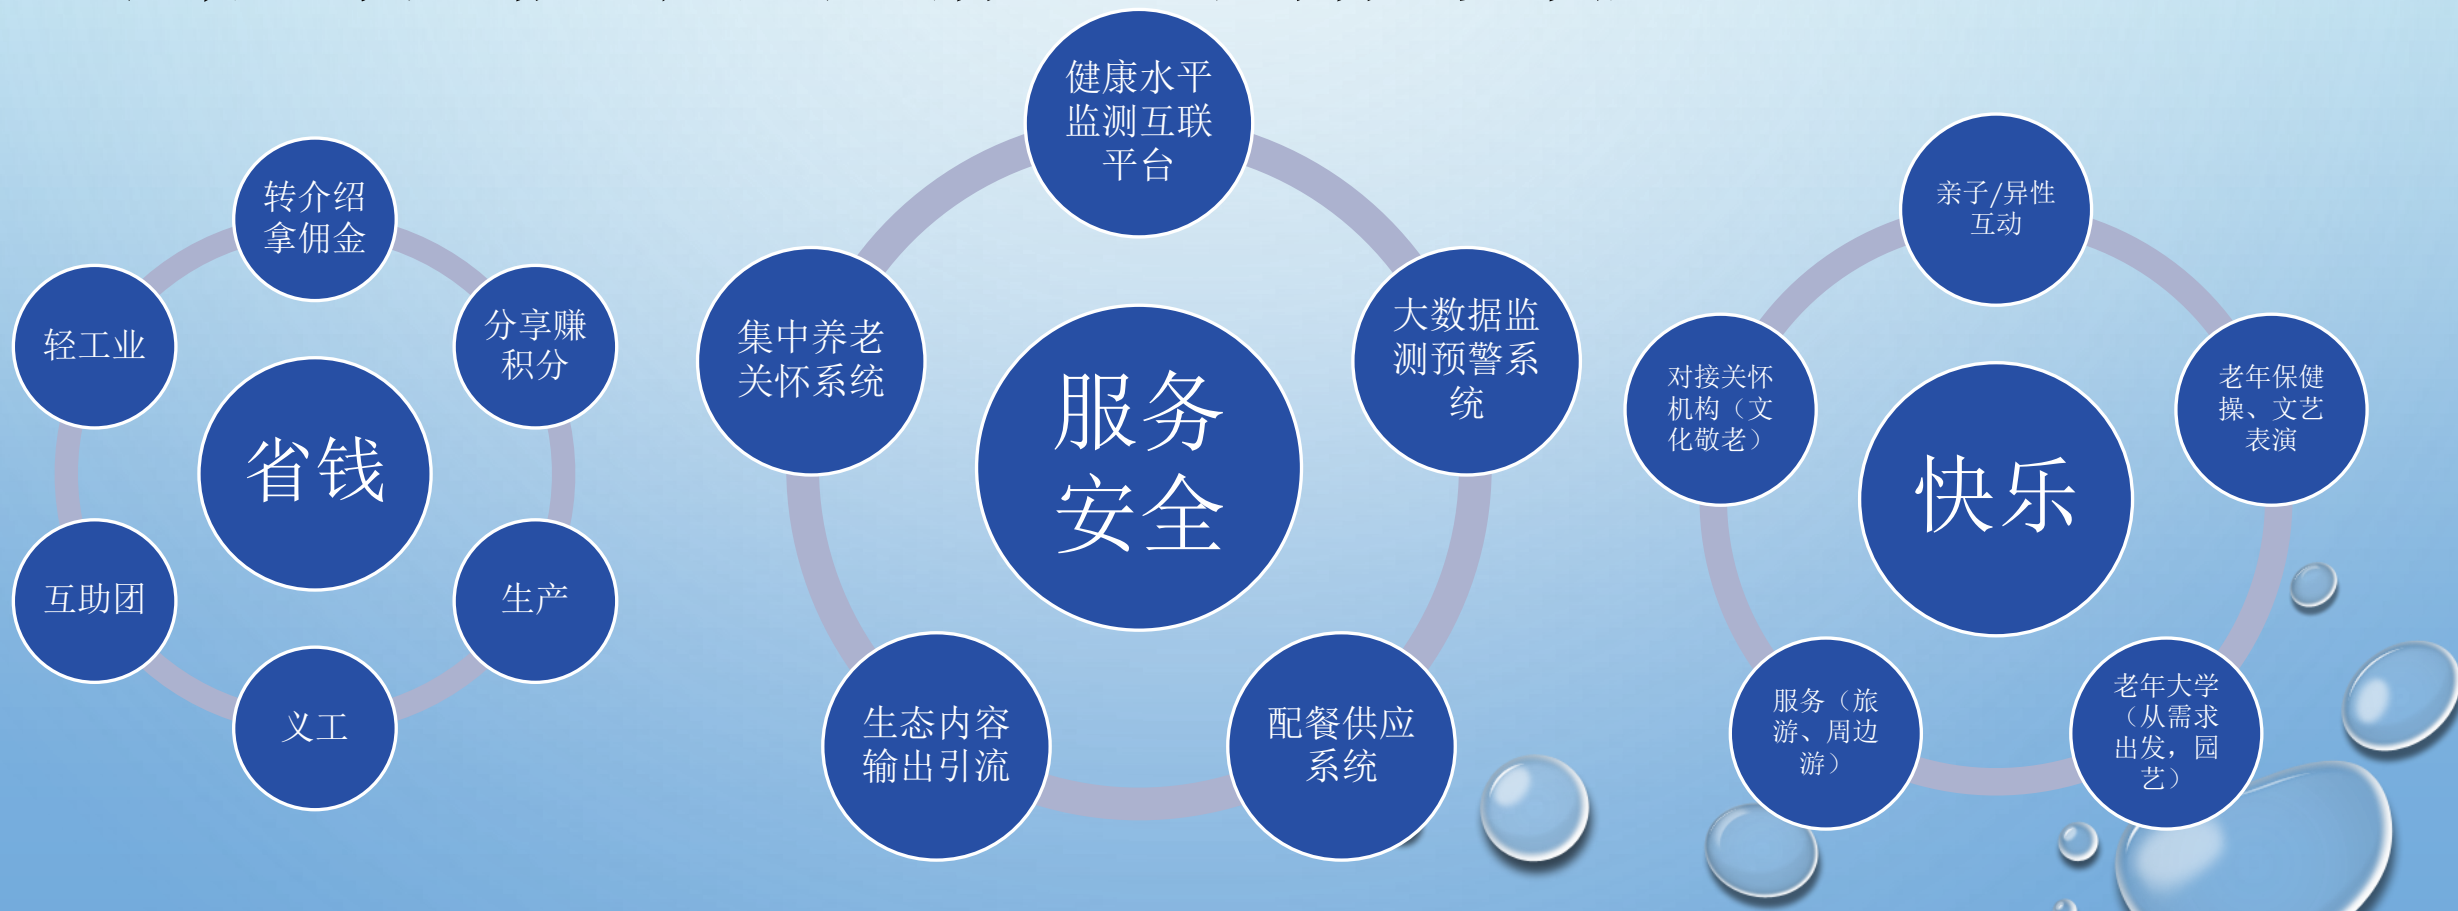 转介绍
拿佣金
分享赚
积分
生产
义工
互助团
轻工业
省钱
健康水平
监测互联
平台
大数据监
测预警系
统
配餐供应
系统
生态内容
输出引流
集中养老
关怀系统
服务
安全
亲子/异性
互动
老年保健
操、文艺
表演
老年大学
（从需求
出发，园
艺）
服务（旅
游、周边
游）
对接关怀
机构（文
化敬老）
快乐